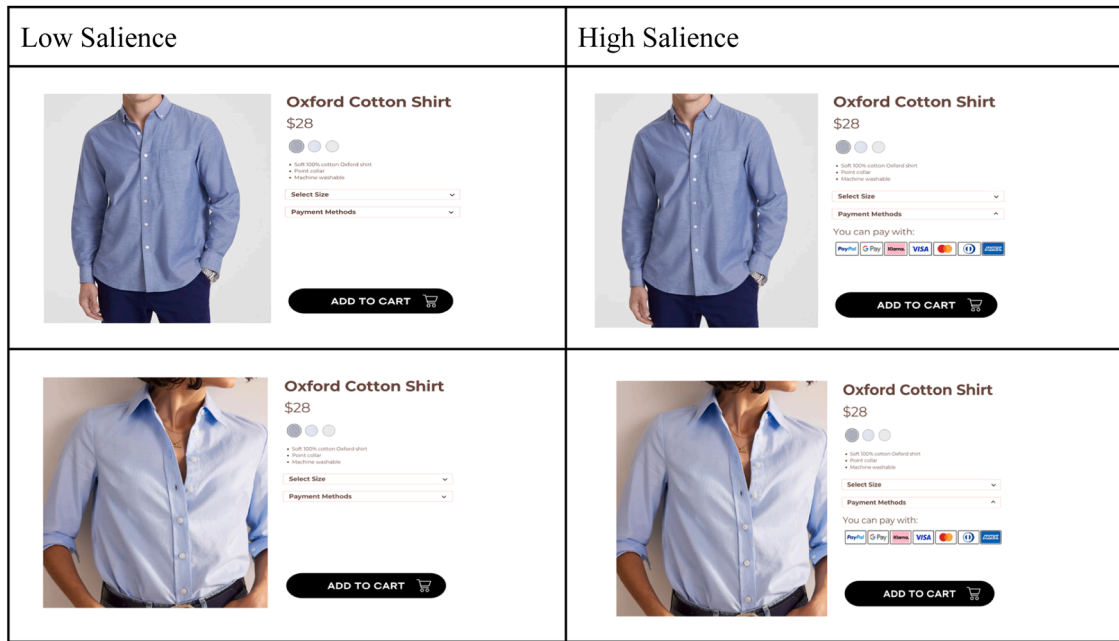 Low Salience
High Salience
Oxford Cotton Shirt
$28
Soft 100% cotton Oxford shirt
Point collar
Machine washable
Select Size
Payment Methods
ADD TO CART
Oxford Cotton Shirt
$28
Soft 100% cotton Oxford shirt
Point collar
Machine washable
Select Size
Payment Methods
You can pay with:
PayPal G Pay Klarna. VISA
ADD TO CART
Oxford Cotton Shirt
$28
Soft 100% cotton Oxford shirt
Point collar
Machine washable
Select Size
Payment Methods
ADD TO CART
Oxford Cotton Shirt
$28
Soft 100% cotton Oxford shirt
Point collar
Machine washable
Select Size
Payment Methods
You can pay with:
PayPal G Pay Klarna. VISA
ADD TO CART